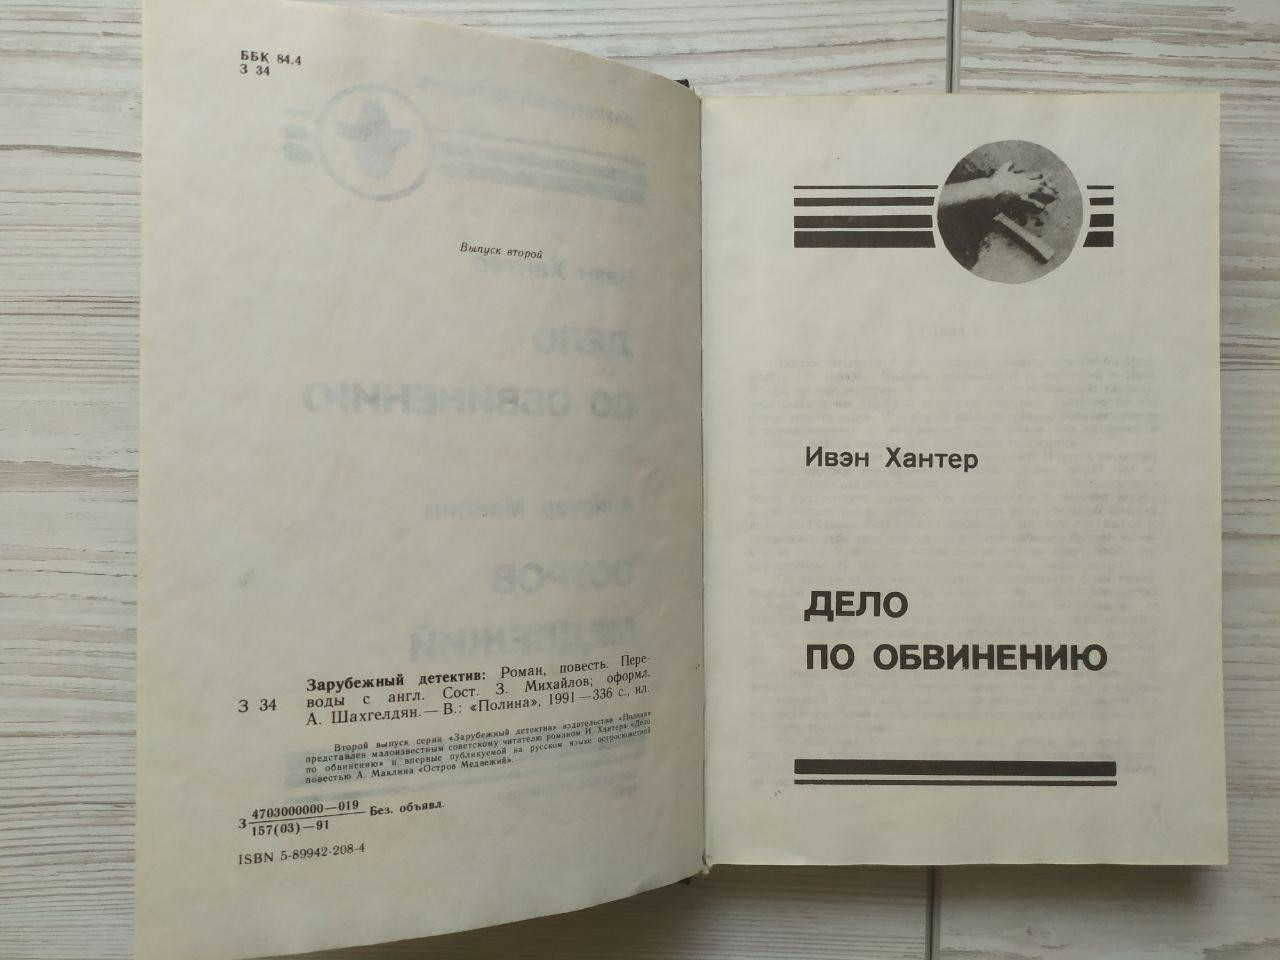 ББК 84.4
З 34
Выпуск второй
Зарубежный детектив: Роман, повесть. Пере-
З 34 воды с англ. Сост. З. Михайлов; оформл.
А. Шахгелдян.— В.: «Полина», 1991—336 с., ил.
Второй выпуск серии «Зарубежный детектив» издательства «Полина»
представлен малоизвестным советскому читателю романом И. Хантера «Дело
по обвинению» и впервые публикуемой на русском языке остросюжетной
повестью А. Маклина «Остров Медвежий».
З 4703000000—019 Без. объявл.
157(03)—91
ISBN 5-89942-208-4
Ивэн Хантер
ДЕЛО
ПО ОБВИНЕНИЮ